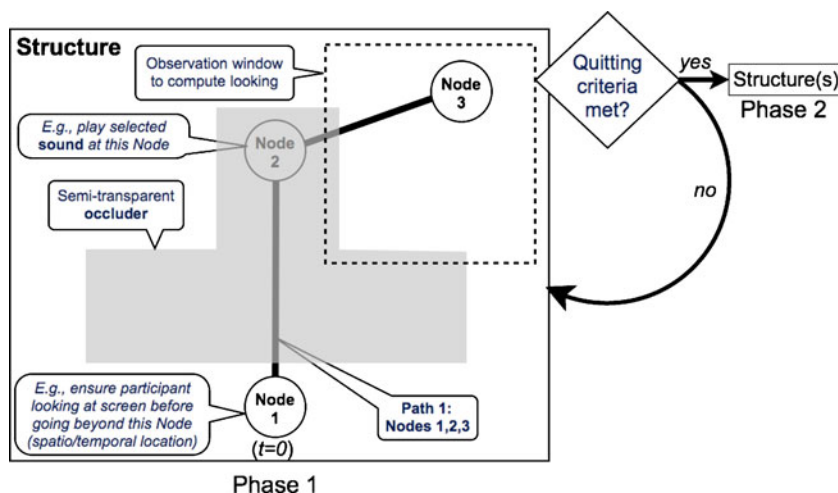 Structure
Observation window
to compute looking
Node
3
Quitting
criteria
met?
yes
Structure(s)
Phase 2
no
E.g., play selected
sound at this Node
Node
2
Semi-transparent
occluder
E.g., ensure participant
looking at screen before
going beyond this Node
(spatio/temporal location)
Node
1
(t=0)
Path 1:
Nodes 1,2,3
Phase 1